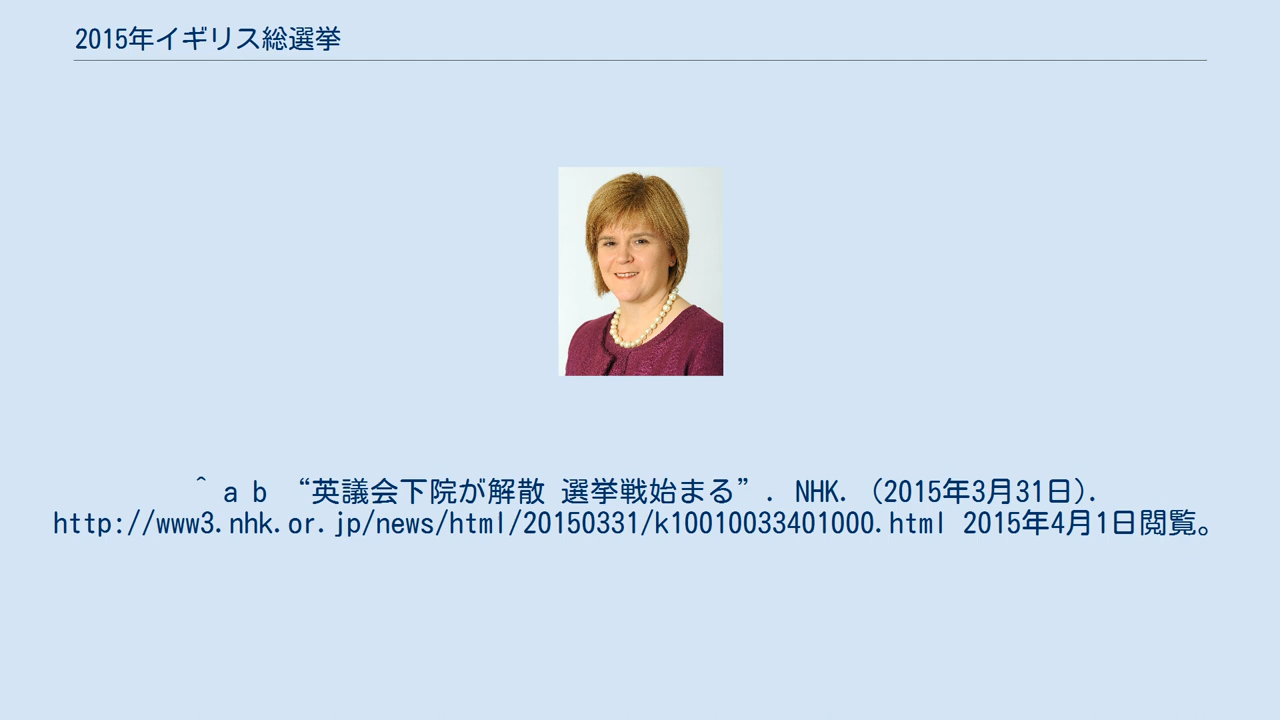 2015年イギリス総選挙
^ a b “英議会下院が解散 選挙戦始まる”. NHK. (2015年3月31日).
http://www3.nhk.or.jp/news/html/20150331/k10010033401000.html 2015年4月1日閲覧。